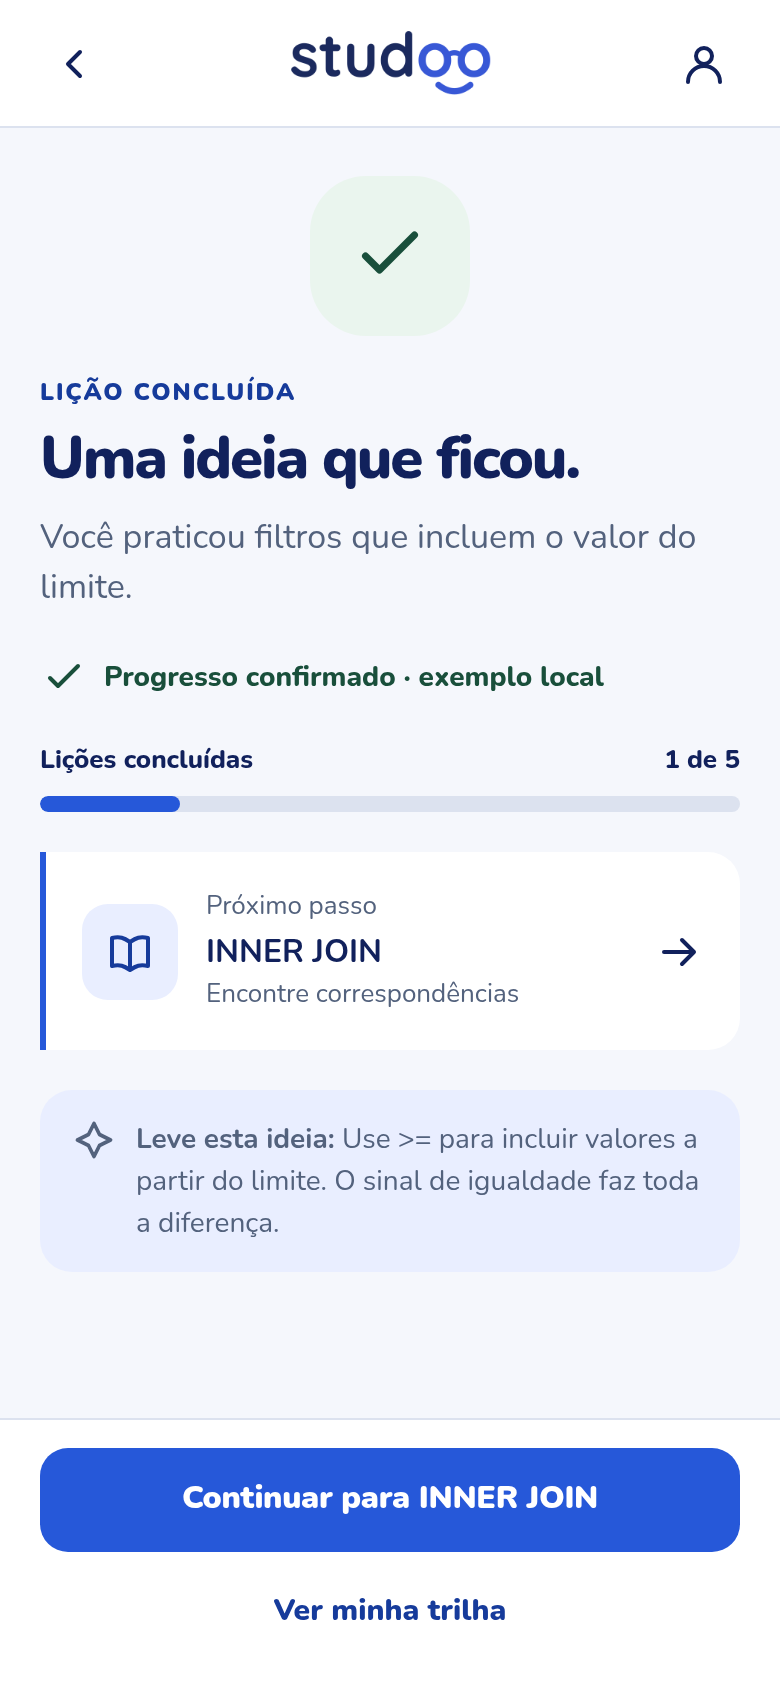 studoo
LIÇÃO CONCLUÍDA
Uma ideia que ficou.
Você praticou filtros que incluem o valor do
limite.
Progresso confirmado · exemplo local
Lições concluídas 1 de 5
Próximo passo
INNER JOIN
Encontre correspondências
Leve esta ideia: Use >= para incluir valores a
partir do limite. O sinal de igualdade faz toda
a diferença.
Continuar para INNER JOIN
Ver minha trilha